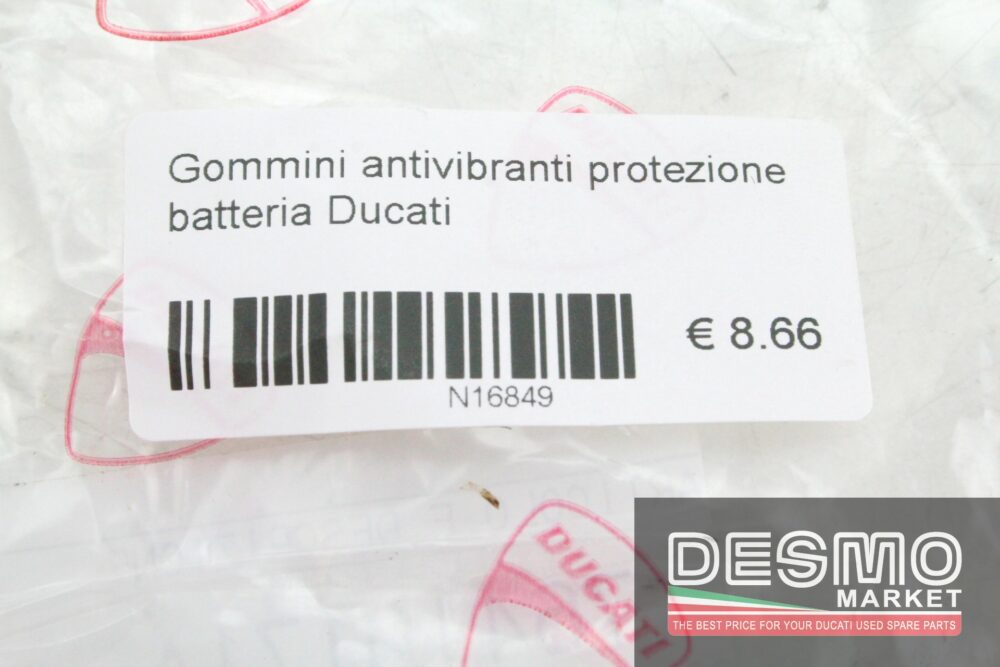 Gommini antivibranti protezione
batteria Ducati
€ 8.66
N16849
DUCATI
DESMO
MARKET
THE BEST PRICE FOR YOUR DUCATI USED SPARE PARTS